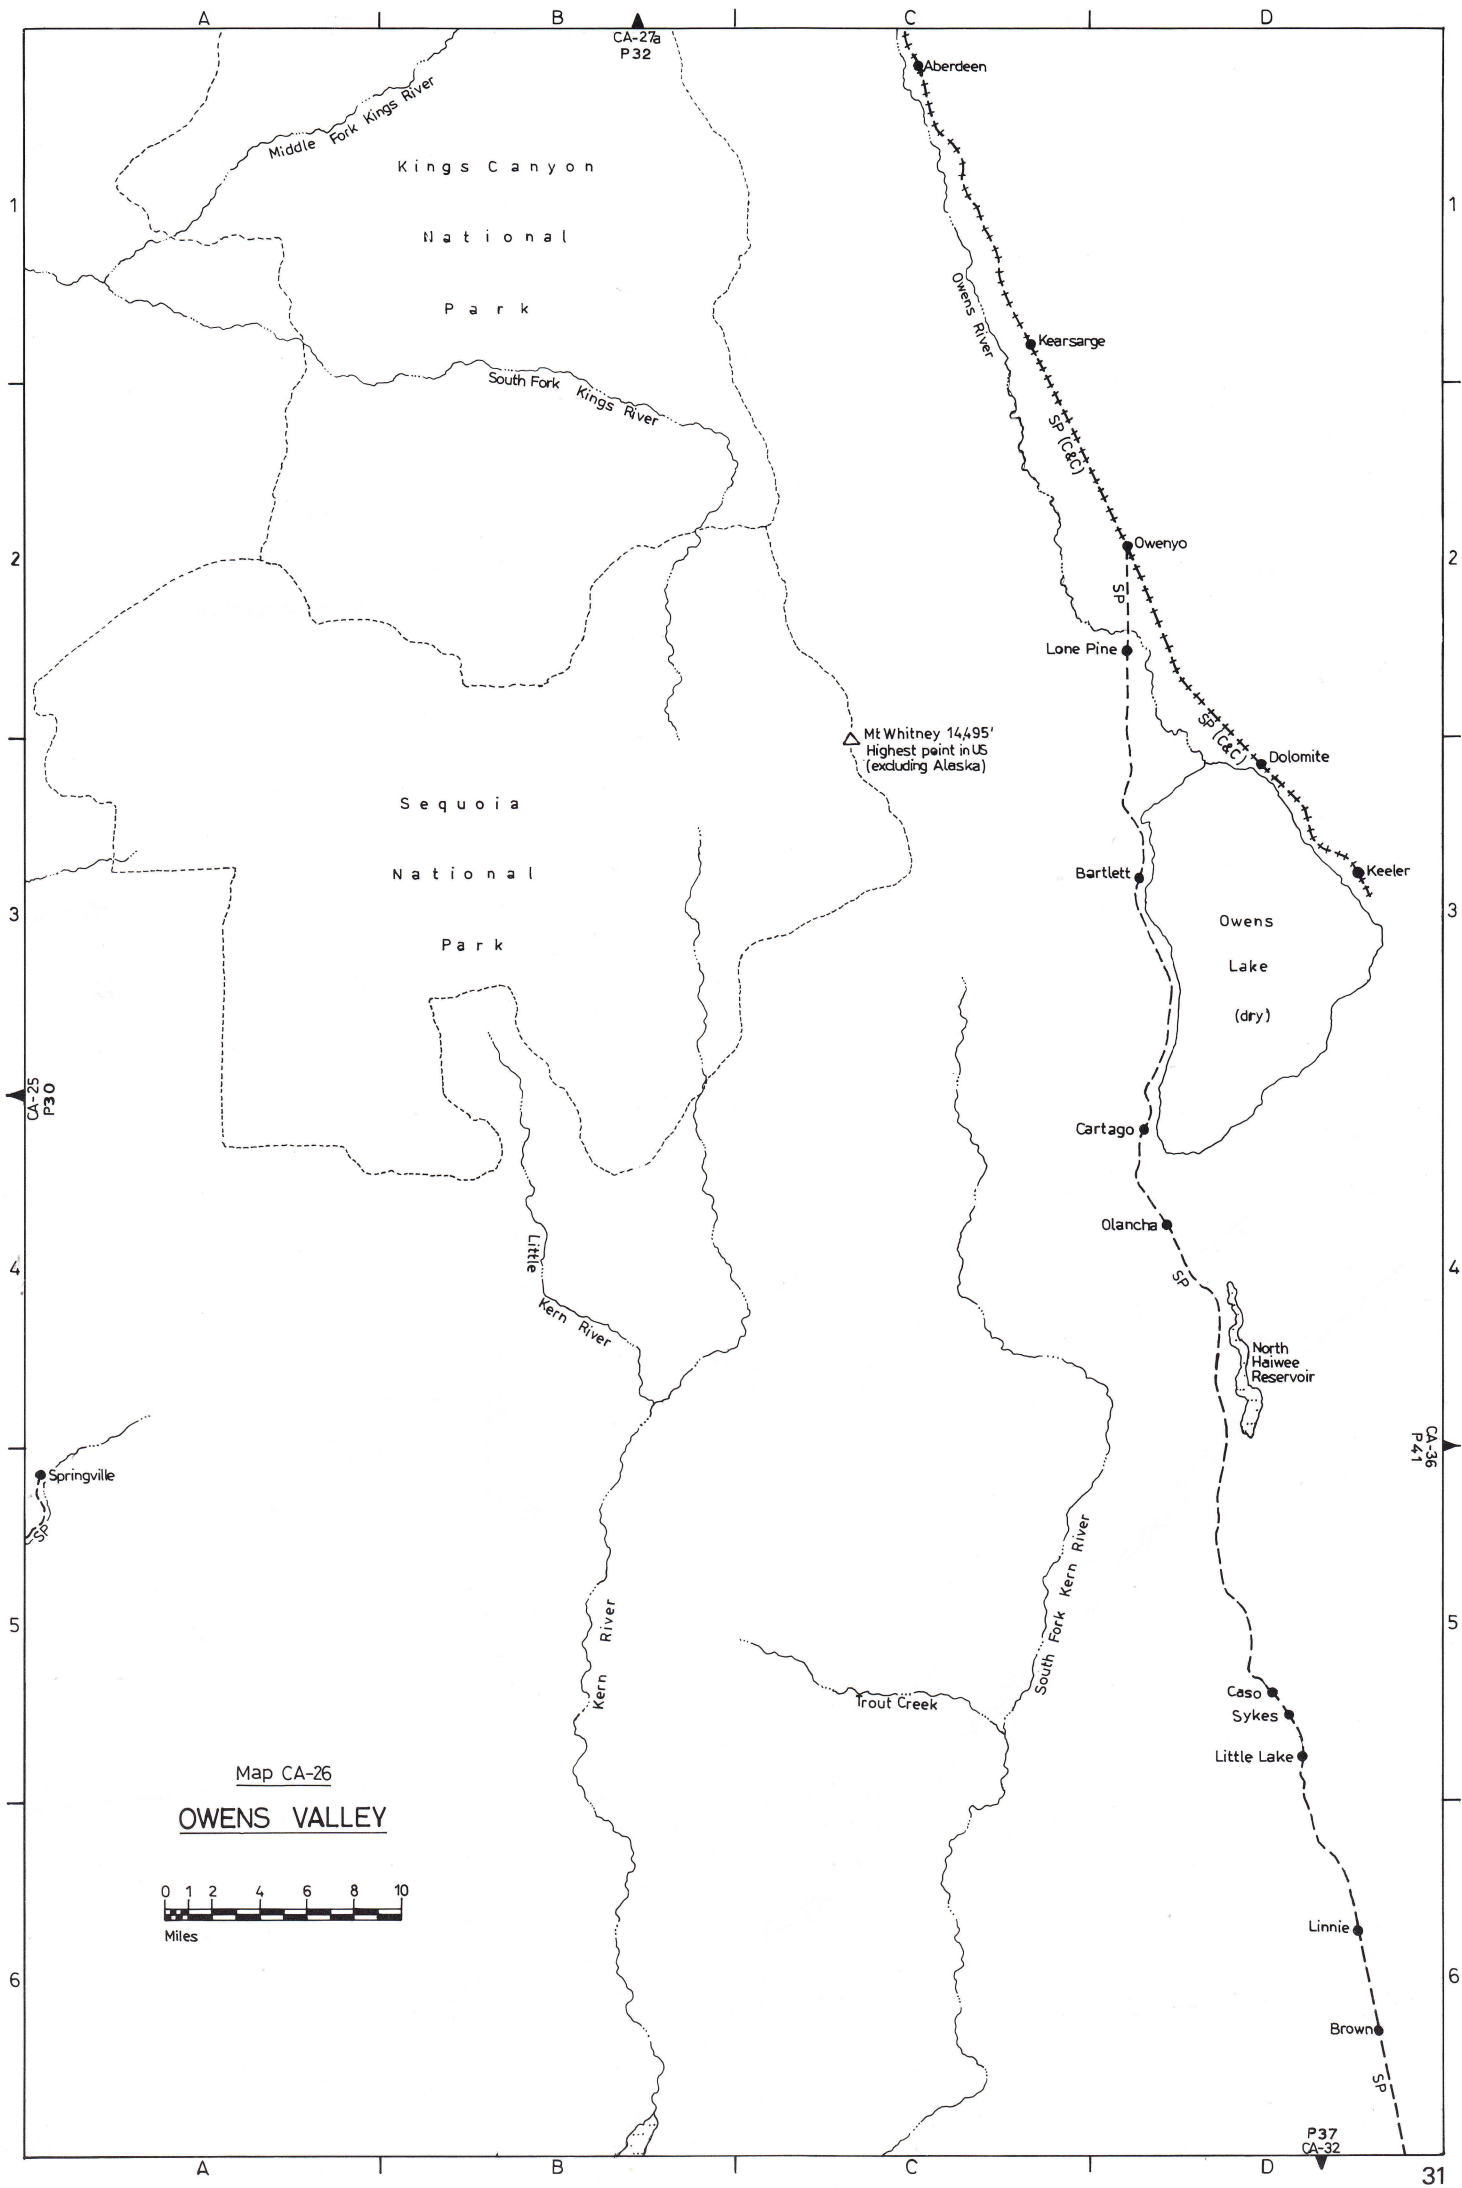 A B C D
CA-27a
P32
Aberdeen
Middle Fork Kings River
Kings Canyon
1 1
National
Park
Owens River
Kearsarge
South Fork Kings River
SP (C&C)
Owenyo
2 2
SP
Lone Pine
Mt Whitney 14,495'
Highest point in US
(excluding Alaska)
SP (C&C)
Dolomite
Sequoia
National
Park
Bartlett
Keeler
3 3
Owens
Lake
(dry)
CA-25
P30
Cartago
Olancha
SP
Little
Kern River
4 4
North
Haiwee
Reservoir
CA-36
P41
Springville
SP
South Fork Kern River
Kern River
5 5
Trout Creek
Caso
Sykes
Little Lake
Map CA-26
OWENS VALLEY
0 1 2 4 6 8 10
Miles
Linnie
6 6
Brown
SP
P37
CA-32
A B C D
31